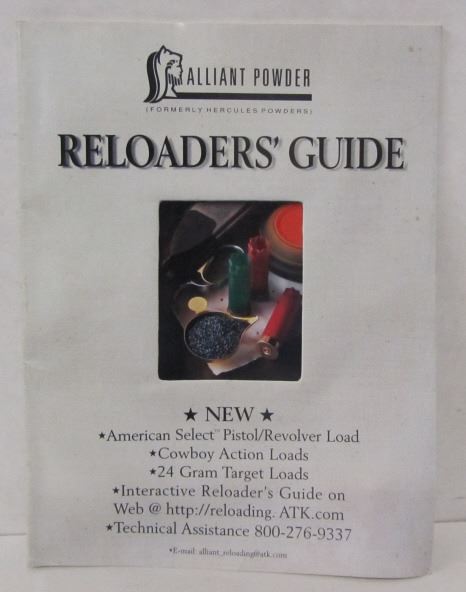 ALLIANT POWDER
(FORMERLY HERCULES POWDERS)
RELOADERS' GUIDE
★ NEW ★
★American Select™ Pistol/Revolver Load
★Cowboy Action Loads
★24 Gram Target Loads
★Interactive Reloader's Guide on
Web @ http://reloading. ATK.com
★Technical Assistance 800-276-9337
★E-mail: alliant_reloading@atk.com